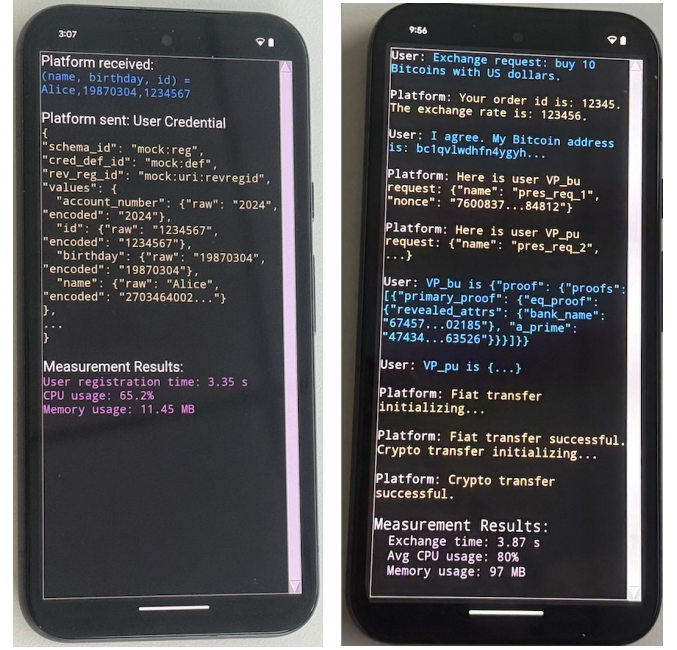 3:07
Platform received:
(name, birthday, id) =
Alice,19870304,1234567
Platform sent: User Credential
{
"schema_id": "mock:reg",
"cred_def_id": "mock:def",
"rev_reg_id": "mock:uri:revregid",
"values": {
"account_number": {"raw": "2024",
"encoded": "2024"},
"id": {"raw": "1234567",
"encoded": "1234567"},
"birthday": {"raw": "19870304",
"encoded": "19870304"},
"name": {"raw": "Alice",
"encoded": "2703464002..."}
},
...
}
Measurement Results:
User registration time: 3.35 s
CPU usage: 65.2%
Memory usage: 11.45 MB
9:56
User: Exchange request: buy 10
Bitcoins with US dollars.
Platform: Your order id is: 12345.
The exchange rate is: 123456.
User: I agree. My Bitcoin address
is: bc1qvlwdhfn4ygyh...
Platform: Here is user VP_bu
request: {"name": "pres_req_1",
"nonce": "7600837...84812"}
Platform: Here is user VP_pu
request: {"name": "pres_req_2",
...}
User: VP_bu is {"proof": {"proofs":
[{"primary_proof": {"eq_proof":
{"revealed_attrs": {"bank_name":
"67457...02185"}, "a_prime":
"47434...63526"}}}]}}
User: VP_pu is {...}
Platform: Fiat transfer
initializing...
Platform: Fiat transfer successful.
Crypto transfer initializing...
Platform: Crypto transfer
successful.
Measurement Results:
Exchange time: 3.87 s
Avg CPU usage: 80%
Memory usage: 97 MB